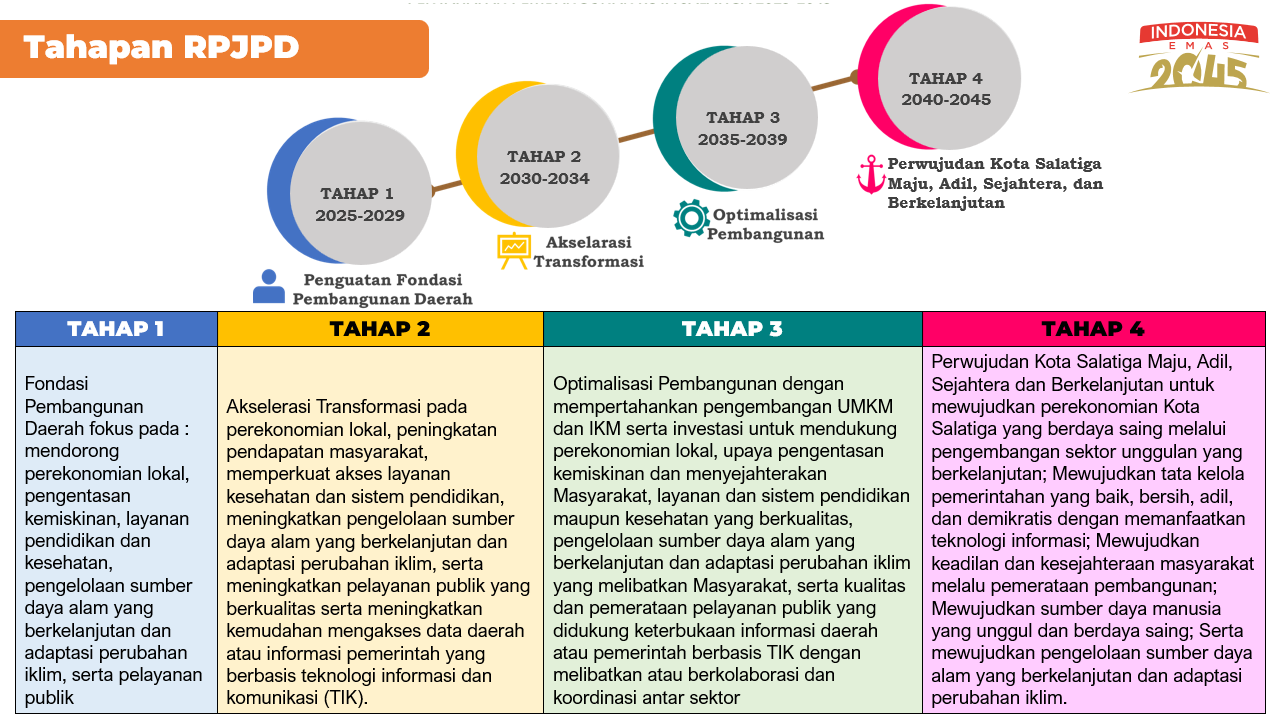 Tahapan RPJPD
INDONESIA
EMAS
2045
TAHAP 1
2025-2029
Penguatan Fondasi
Pembangunan Daerah
TAHAP 2
2030-2034
Akselarasi
Transformasi
TAHAP 3
2035-2039
Optimalisasi
Pembangunan
TAHAP 4
2040-2045
Perwujudan Kota Salatiga
Maju, Adil, Sejahtera, dan
Berkelanjutan
TAHAP 1
Fondasi
Pembangunan
Daerah fokus pada :
mendorong
perekonomian lokal,
pengentasan
kemiskinan, layanan
pendidikan dan
kesehatan,
pengelolaan sumber
daya alam yang
berkelanjutan dan
adaptasi perubahan
iklim, serta pelayanan
publik
TAHAP 2
Akselerasi Transformasi pada
perekonomian lokal, peningkatan
pendapatan masyarakat,
memperkuat akses layanan
kesehatan dan sistem pendidikan,
meningkatkan pengelolaan sumber
daya alam yang berkelanjutan dan
adaptasi perubahan iklim, serta
meningkatkan pelayanan publik yang
berkualitas serta meningkatkan
kemudahan mengakses data daerah
atau informasi pemerintah yang
berbasis teknologi informasi dan
komunikasi (TIK).
TAHAP 3
Optimalisasi Pembangunan dengan
mempertahankan pengembangan UMKM
dan IKM serta investasi untuk mendukung
perekonomian lokal, upaya pengentasan
kemiskinan dan menyejahterakan
Masyarakat, layanan dan sistem pendidikan
maupun kesehatan yang berkualitas,
pengelolaan sumber daya alam yang
berkelanjutan dan adaptasi perubahan iklim
yang melibatkan Masyarakat, serta kualitas
dan pemerataan pelayanan publik yang
didukung keterbukaan informasi daerah
atau pemerintah berbasis TIK dengan
melibatkan atau berkolaborasi dan
koordinasi antar sektor
TAHAP 4
Perwujudan Kota Salatiga Maju, Adil,
Sejahtera dan Berkelanjutan untuk
mewujudkan perekonomian Kota
Salatiga yang berdaya saing melalui
pengembangan sektor unggulan yang
berkelanjutan; Mewujudkan tata kelola
pemerintahan yang baik, bersih, adil,
dan demokratis dengan memanfaatkan
teknologi informasi; Mewujudkan
keadilan dan kesejahteraan masyarakat
melalu pemerataan pembangunan;
Mewujudkan sumber daya manusia
yang unggul dan berdaya saing; Serta
mewujudkan pengelolaan sumber daya
alam yang berkelanjutan dan adaptasi
perubahan iklim.